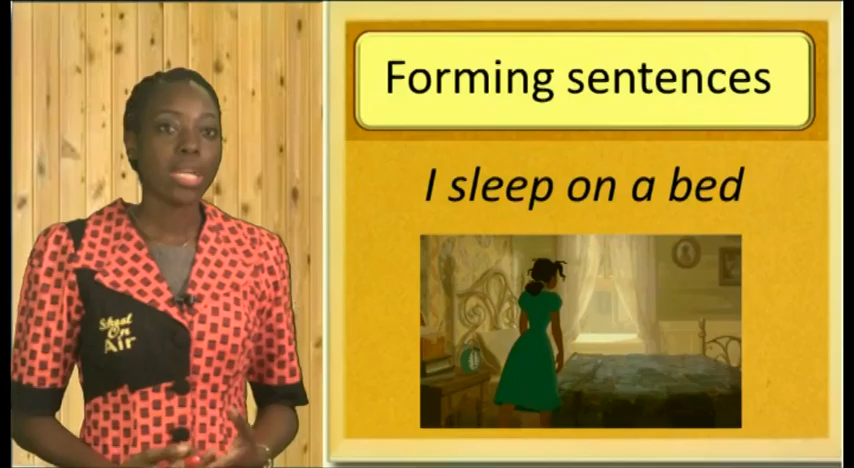 Forming sentences
I sleep on a bed
School
On
Air